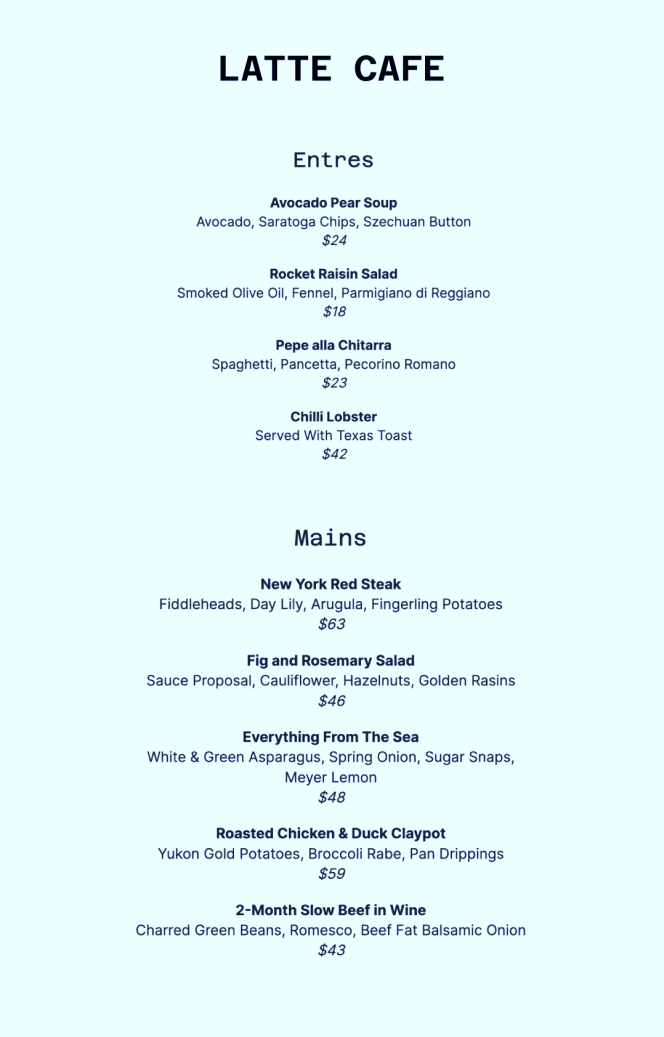 LATTE CAFE
Entres
Avocado Pear Soup
Avocado, Saratoga Chips, Szechuan Button
$24
Rocket Raisin Salad
Smoked Olive Oil, Fennel, Parmigiano di Reggiano
$18
Pepe alla Chitarra
Spaghetti, Pancetta, Pecorino Romano
$23
Chilli Lobster
Served With Texas Toast
$42
Mains
New York Red Steak
Fiddleheads, Day Lily, Arugula, Fingerling Potatoes
$63
Fig and Rosemary Salad
Sauce Proposal, Cauliflower, Hazelnuts, Golden Rasins
$46
Everything From The Sea
White & Green Asparagus, Spring Onion, Sugar Snaps,
Meyer Lemon
$48
Roasted Chicken & Duck Claypot
Yukon Gold Potatoes, Broccoli Rabe, Pan Drippings
$59
2-Month Slow Beef in Wine
Charred Green Beans, Romesco, Beef Fat Balsamic Onion
$43